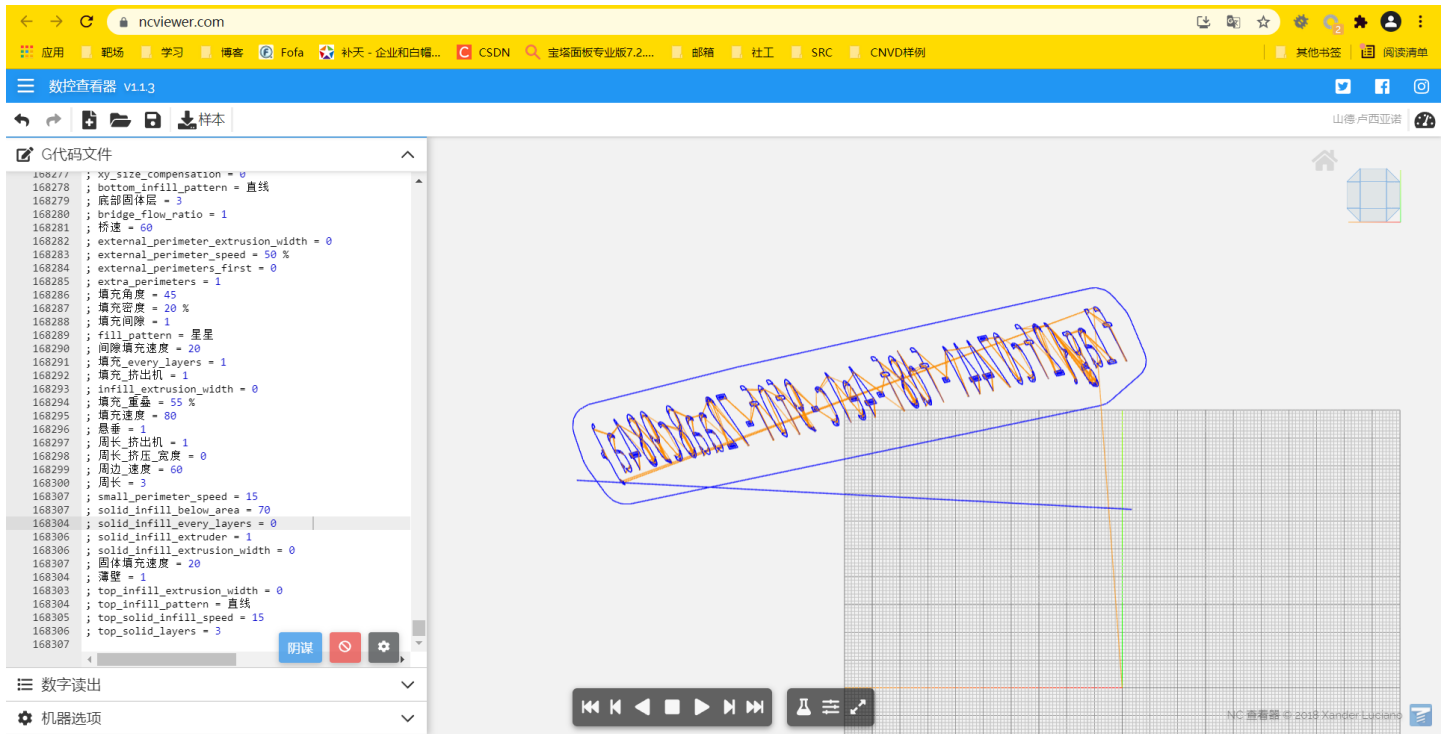 ncviewer.com
应用 靶场 学习 博客 Fofa 补天 - 企业和白帽... CSDN 宝塔面板专业版7.2.... 邮箱 社工 SRC CNVD样例 其他书签 阅读清单
数控查看器 V1.1.3
样本 山德·卢西亚诺
G代码文件
168277 ; xy_size_compensation = 0
168278 ; bottom_infill_pattern = 直线
168279 ; 底部固体层 = 3
168280 ; bridge_flow_ratio = 1
168281 ; 桥速 = 60
168282 ; external_perimeter_extrusion_width = 0
168283 ; external_perimeter_speed = 50 %
168284 ; external_perimeters_first = 0
168285 ; extra_perimeters = 1
168286 ; 填充角度 = 45
168287 ; 填充密度 = 20 %
168288 ; 填充间隙 = 1
168289 ; fill_pattern = 星星
168290 ; 间隙填充速度 = 20
168291 ; 填充_every_layers = 1
168292 ; 填充_挤出机 = 1
168293 ; infill_extrusion_width = 0
168294 ; 填充_重叠 = 55 %
168295 ; 填充速度 = 80
168296 ; 悬垂 = 1
168297 ; 周长_挤出机 = 1
168298 ; 周长_挤压_宽度 = 0
168299 ; 周边_速度 = 60
168300 ; 周长 = 3
168307 ; small_perimeter_speed = 15
168307 ; solid_infill_below_area = 70
168304 ; solid_infill_every_layers = 0
168306 ; solid_infill_extruder = 1
168306 ; solid_infill_extrusion_width = 0
168307 ; 固体填充速度 = 20
168304 ; 薄壁 = 1
168303 ; top_infill_extrusion_width = 0
168304 ; top_infill_pattern = 直线
168305 ; top_solid_infill_speed = 15
168306 ; top_solid_layers = 3
168307
阴谋
数字读出
机器选项
NC 查看器 © 2018 Xander Luciano